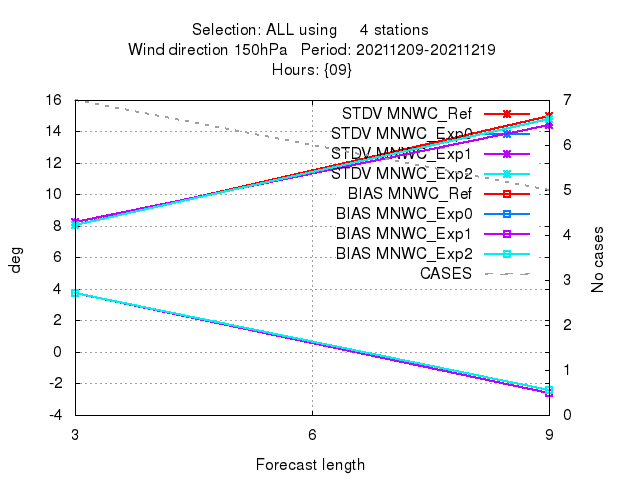 Selection: ALL using 4 stations
Wind direction 150hPa Period: 20211209-20211219
Hours: {09}
16
14
12
10
8
6
4
2
0
-2
-4
deg
STDV MNWC_Ref
STDV MNWC_Exp0
STDV MNWC_Exp1
STDV MNWC_Exp2
BIAS MNWC_Ref
BIAS MNWC_Exp0
BIAS MNWC_Exp1
BIAS MNWC_Exp2
CASES
7
6
5
4
3
2
1
0
No cases
3 6 9
Forecast length